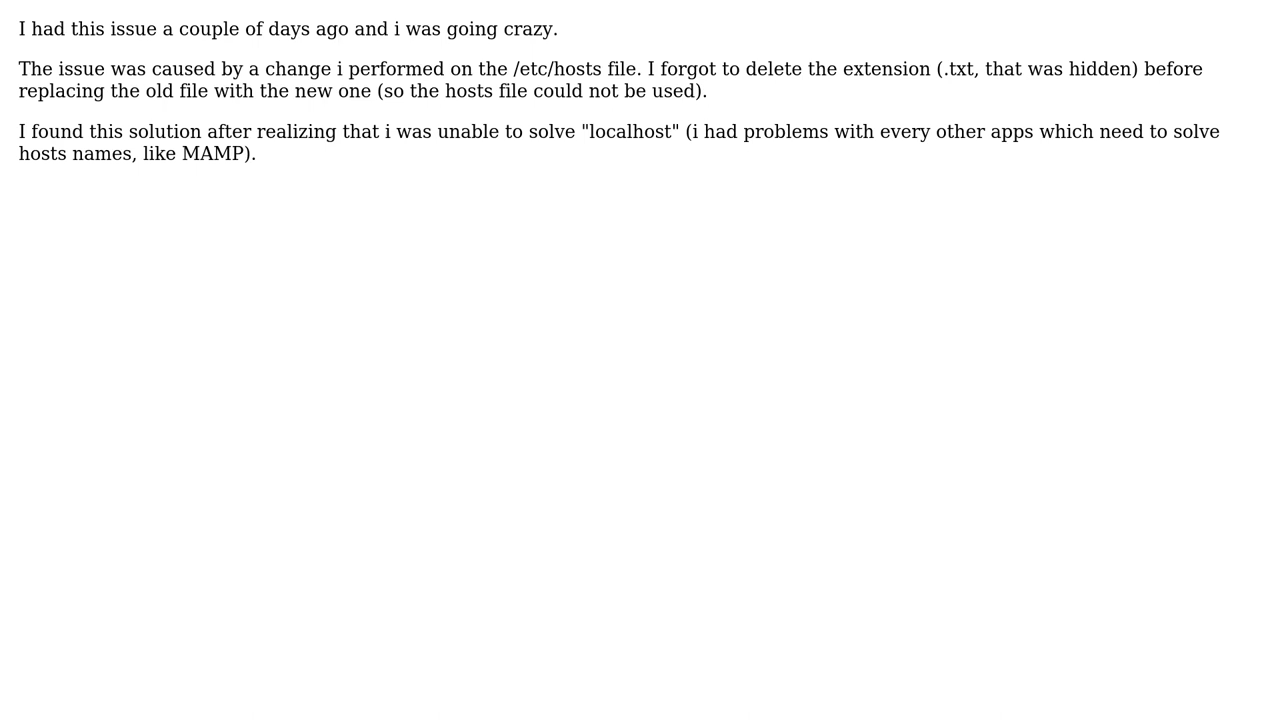 I had this issue a couple of days ago and i was going crazy.
The issue was caused by a change i performed on the /etc/hosts file. I forgot to delete the extension (.txt, that was hidden) before
replacing the old file with the new one (so the hosts file could not be used).
I found this solution after realizing that i was unable to solve "localhost" (i had problems with every other apps which need to solve
hosts names, like MAMP).